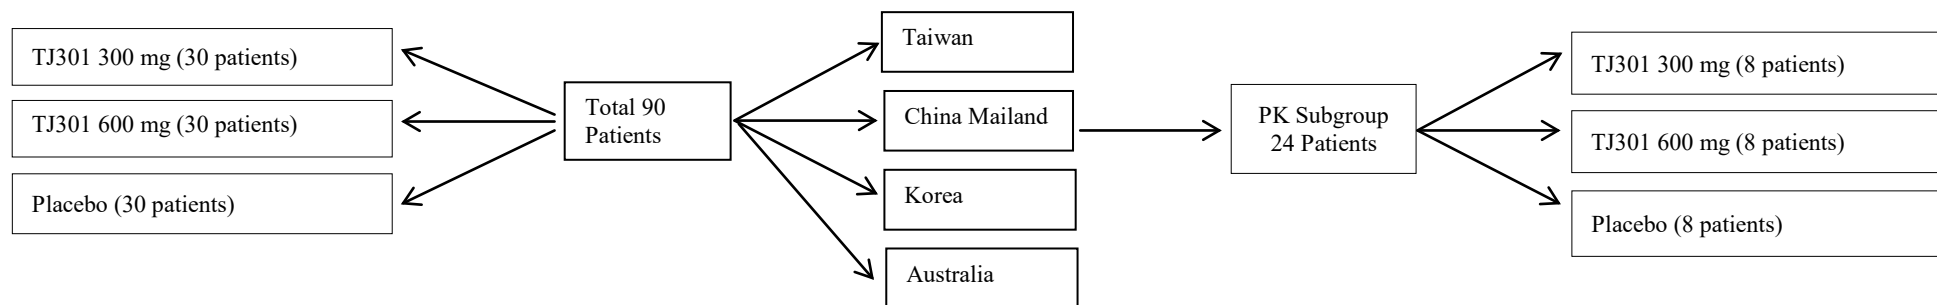 TJ301 300 mg (30 patients)
TJ301 600 mg (30 patients)
Placebo (30 patients)
Total 90
Patients
Taiwan
China Mailand
Korea
Australia
PK Subgroup
24 Patients
TJ301 300 mg (8 patients)
TJ301 600 mg (8 patients)
Placebo (8 patients)